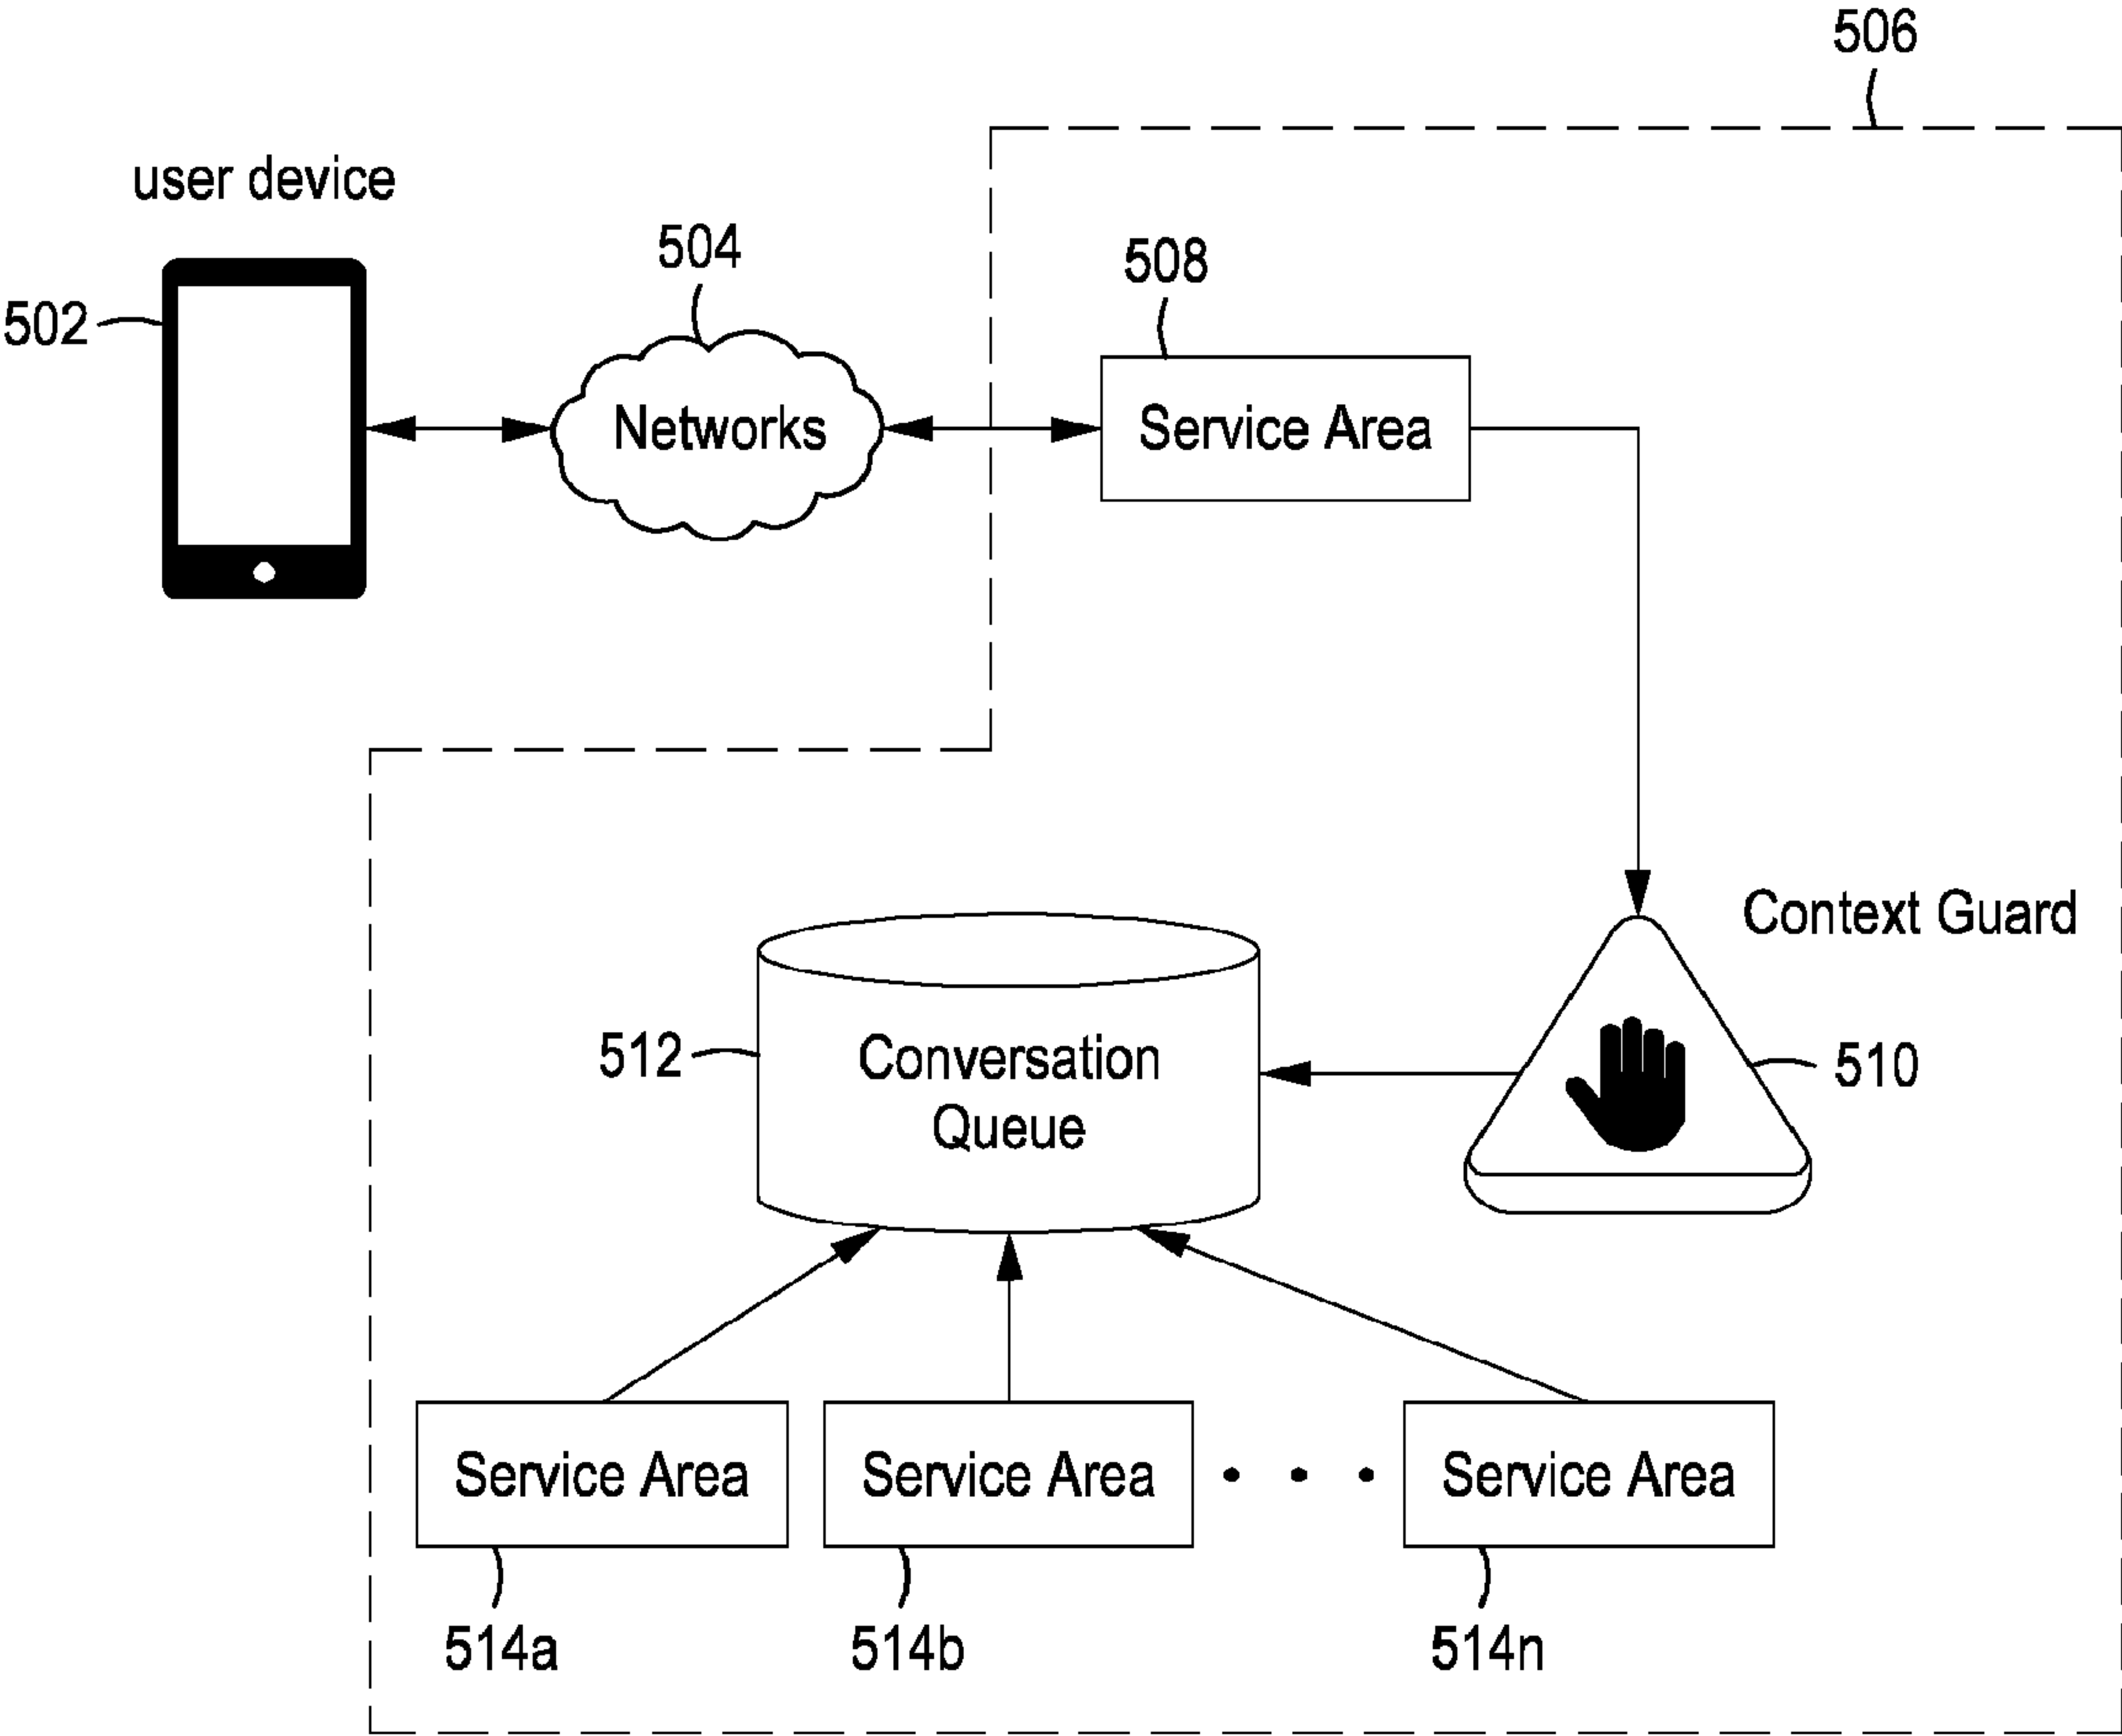 506
user device
504
508
502
Networks
Service Area
Context Guard
512
Conversation
Queue
510
Service Area
Service Area
Service Area
514a
514b
514n